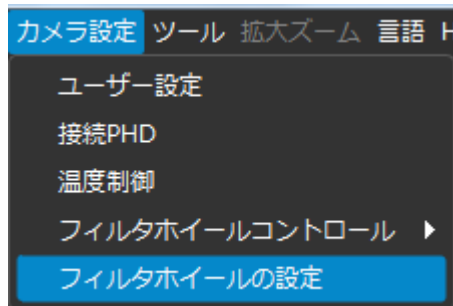 カメラ設定 ツール 拡大ズーム 言語 H
ユーザー設定
接続PHD
温度制御
フィルタホイールコントロール
フィルタホイールの設定